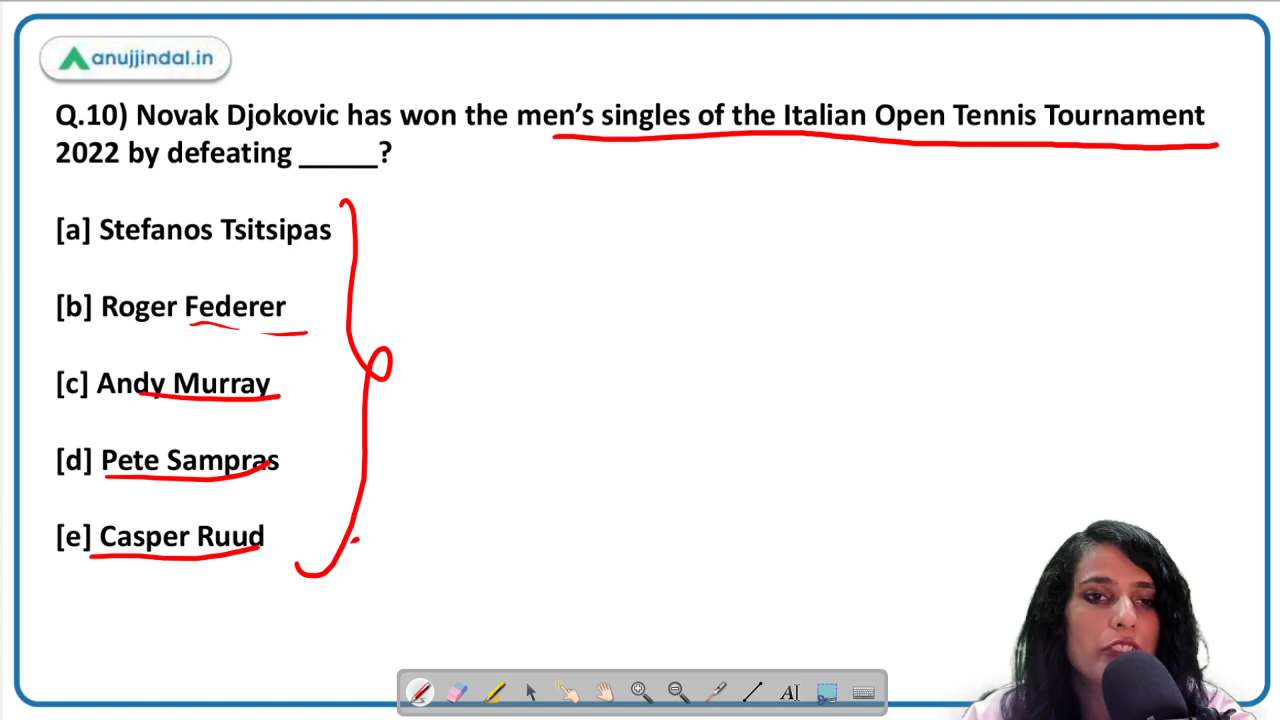 anujjindal.in
Q.10) Novak Djokovic has won the men’s singles of the Italian Open Tennis Tournament
2022 by defeating _____?
[a] Stefanos Tsitsipas
[b] Roger Federer
[c] Andy Murray
[d] Pete Sampras
[e] Casper Ruud
AI